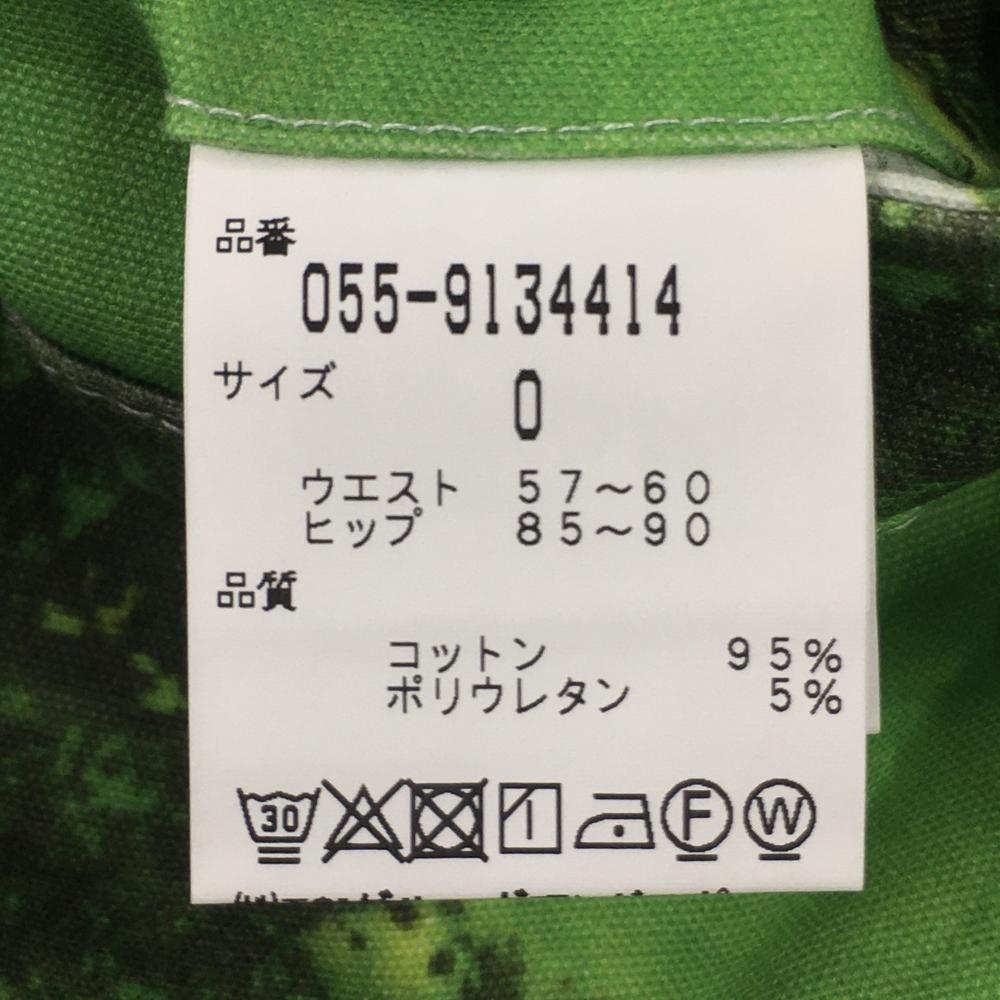 品番
055-9134414
サイズ
0
ウエスト 57～60
ヒップ 85～90
品質
コットン 95%
ポリウレタン 5%
30 F W